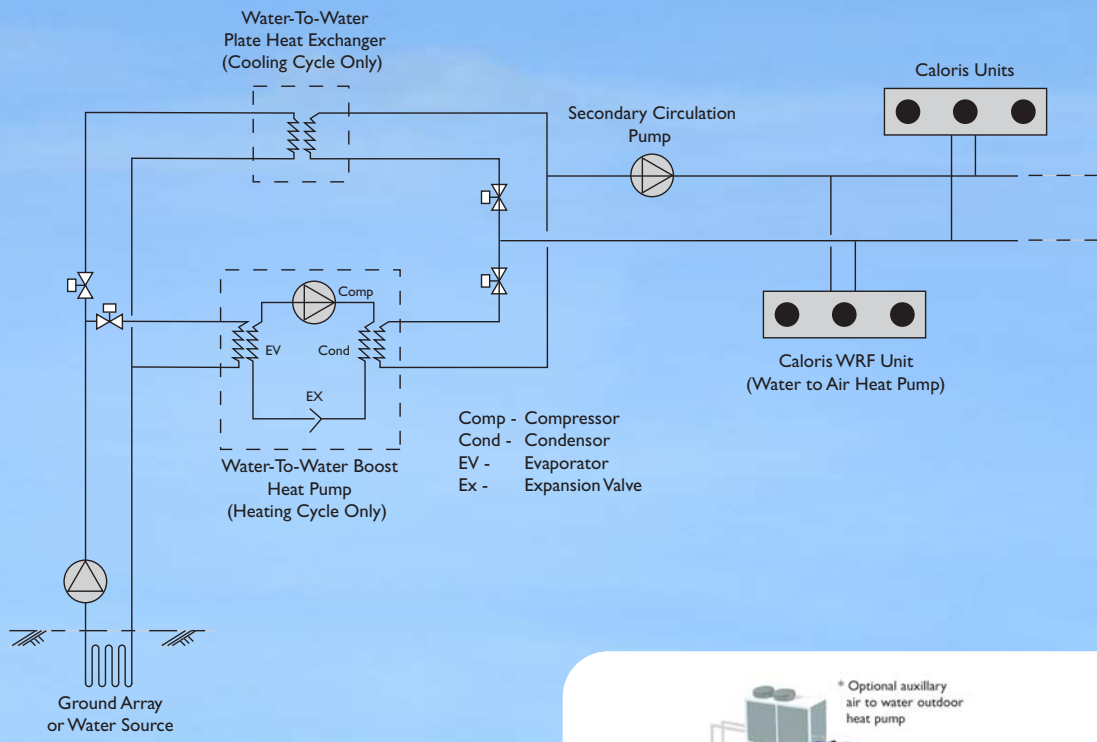 Water-To-Water
Plate Heat Exchanger
(Cooling Cycle Only)
Caloris Units
Secondary Circulation
Pump
Comp
EV
Cond
EX
Caloris WRF Unit
(Water to Air Heat Pump)
Comp - Compressor
Cond - Condensor
EV - Evaporator
Ex - Expansion Valve
Water-To-Water Boost
Heat Pump
(Heating Cycle Only)
Ground Array
or Water Source
* Optional auxillary
air to water outdoor
heat pump